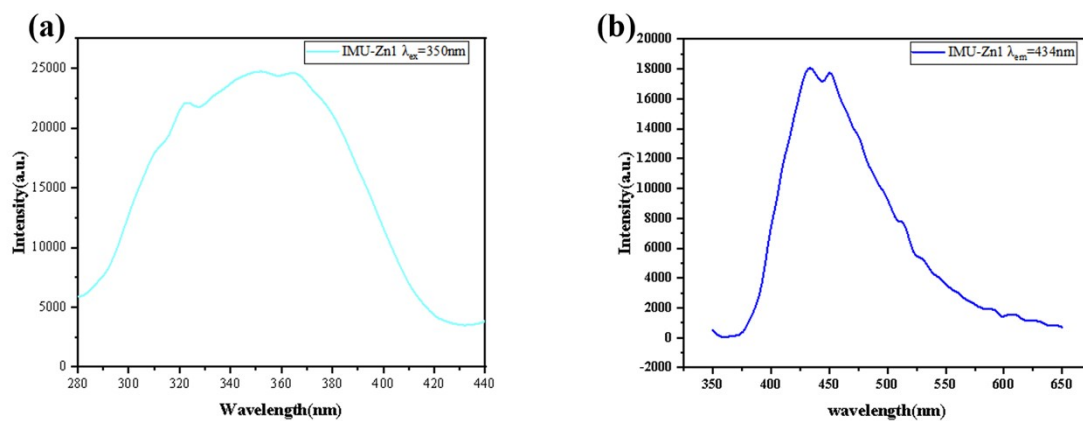 (a)
IMU-Zn1 λex=350nm
25000
20000
15000
10000
5000
0
280 300 320 340 360 380 400 420 440
Intensity(a.u.)
Wavelength(nm)
(b)
IMU-Zn1 λem=434nm
20000
18000
16000
14000
12000
10000
8000
6000
4000
2000
0
-2000
350 400 450 500 550 600 650
Intensity(a.u.)
wavelength(nm)